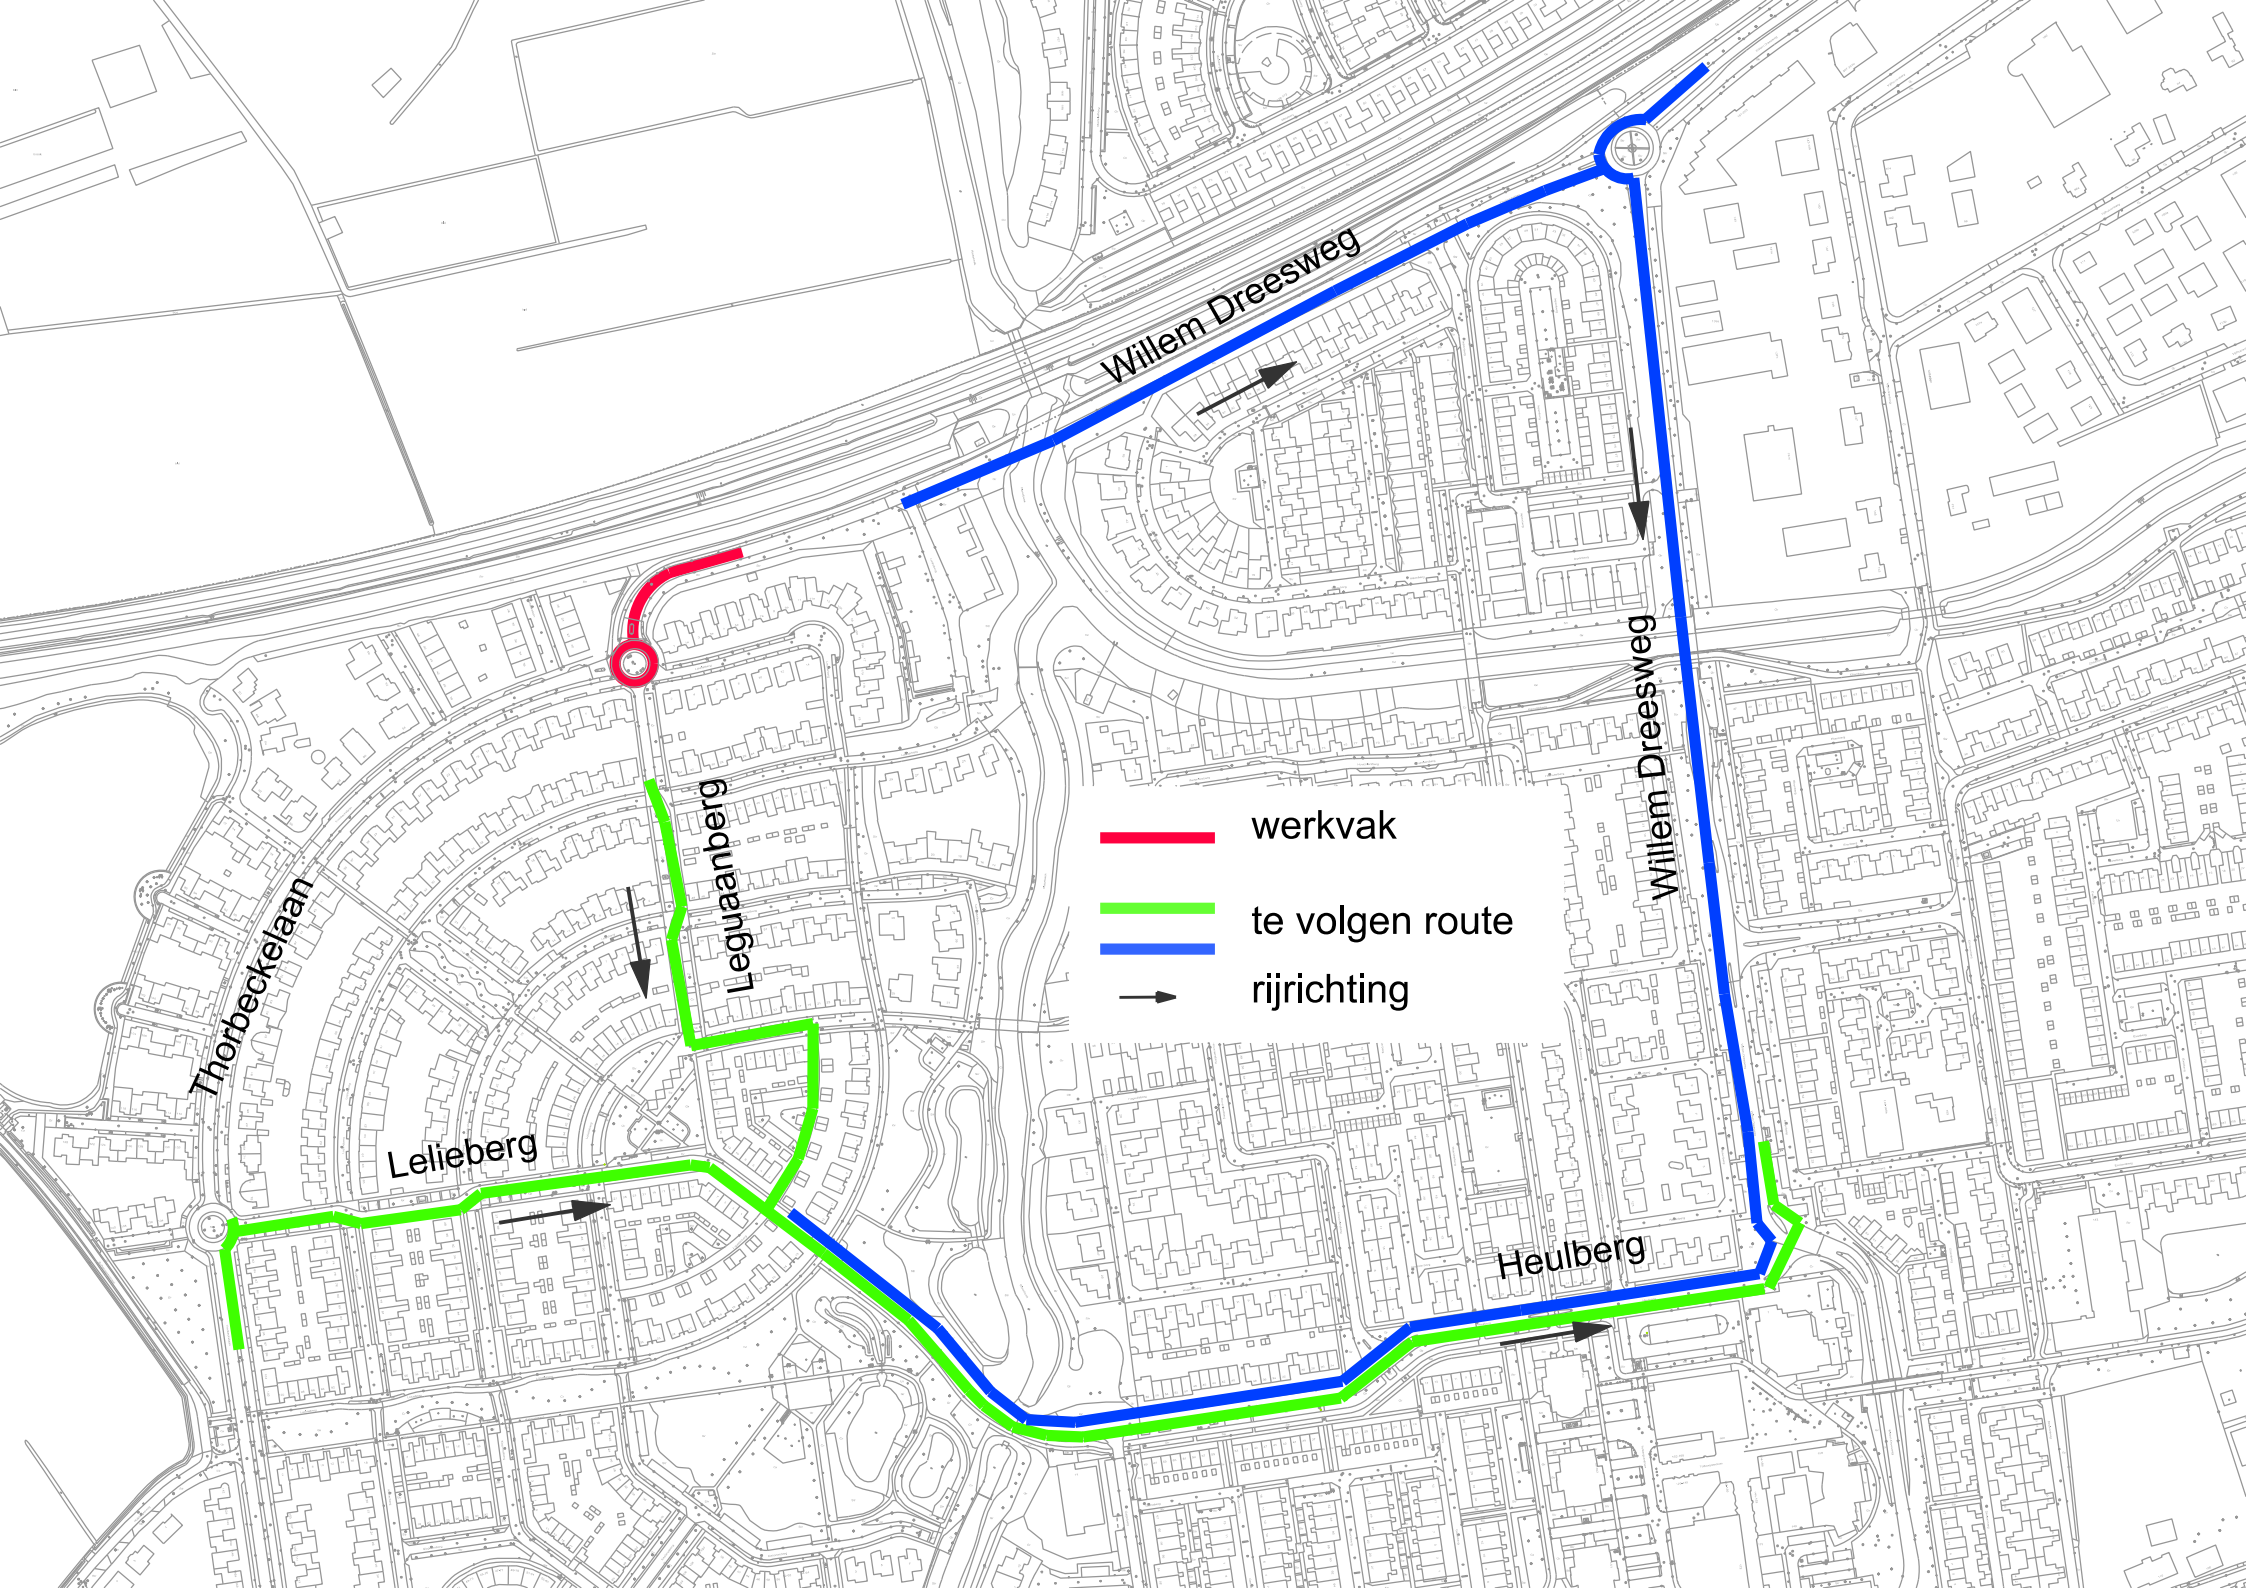 Willem Dreesweg
Willem Dreesweg
Leguaanberg
werkvak
te volgen route
rijrichting
Thorbeckelaan
Lelieberg
Heulberg